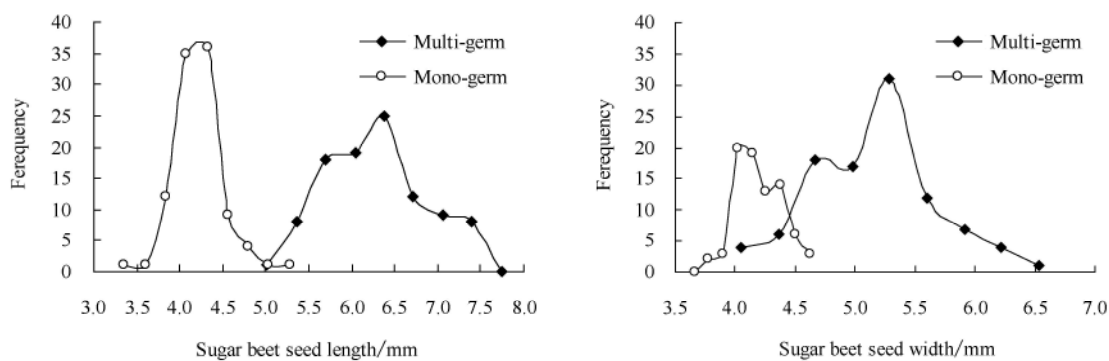 40
35
30
25
20
15
10
5
0
Ferequency
Multi-germ
Mono-germ
3.0 3.5 4.0 4.5 5.0 5.5 6.0 6.5 7.0 7.5 8.0
Sugar beet seed length/mm
40
35
30
25
20
15
10
5
0
Ferequency
Multi-germ
Mono-germ
3.5 4.0 4.5 5.0 5.5 6.0 6.5 7.0
Sugar beet seed width/mm